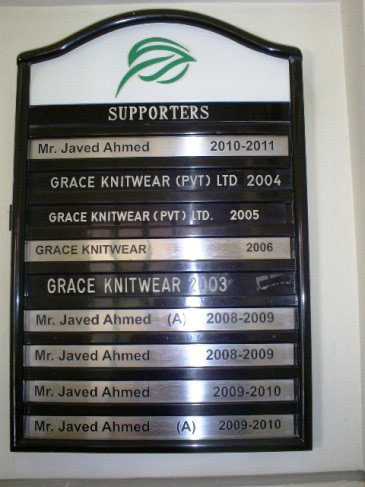 SUPPORTERS
Mr. Javed Ahmed 2010-2011
GRACE KNITWEAR (PVT) LTD 2004
GRACE KNITWEAR (PVT) LTD. 2005
GRACE KNITWEAR 2006
GRACE KNITWEAR 2003
Mr. Javed Ahmed (A) 2008-2009
Mr. Javed Ahmed 2008-2009
Mr. Javed Ahmed 2009-2010
Mr. Javed Ahmed (A) 2009-2010